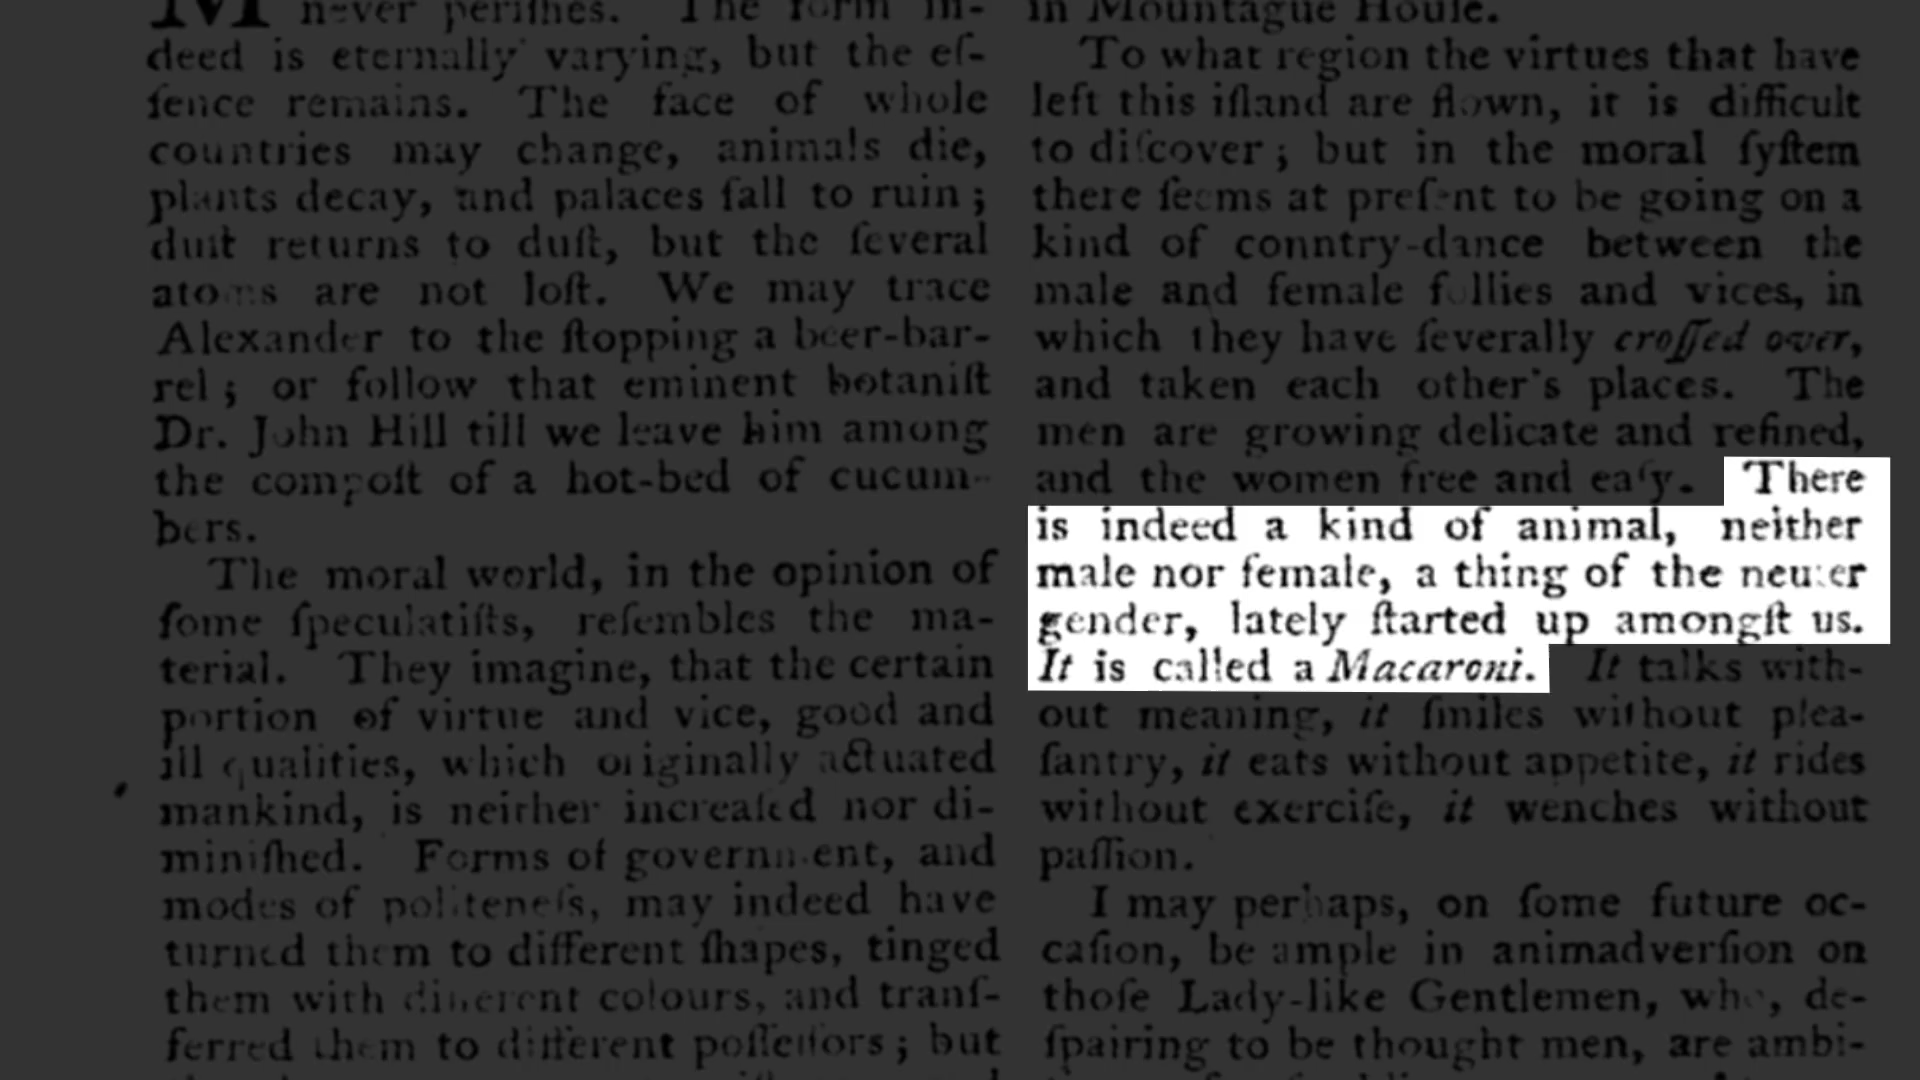 M never perishes. The form in-
deed is eternally varying, but the eſ-
ſence remains. The face of whole
countries may change, animals die,
plants decay, and palaces fall to ruin;
duſt returns to duſt, but the ſeveral
atoms are not loſt. We may trace
Alexander to the ſtopping a beer-bar-
rel; or follow that eminent botaniſt
Dr. John Hill till we leave him among
the compoſt of a hot-bed of cucum-
bers.
The moral world, in the opinion of
ſome ſpeculatiſts, reſembles the ma-
terial. They imagine, that the certain
portion of virtue and vice, good and
ill qualities, which originally actuated
mankind, is neither increaſed nor di-
miniſhed. Forms of government, and
modes of politeneſs, may indeed have
turned them to different ſhapes, tinged
them with different colours, and tranſ-
ferred them to different poſſeſſors; but
in Mountague Houſe.
To what region the virtues that have
left this iſland are flown, it is difficult
to diſcover; but in the moral ſyſtem
there ſeems at preſent to be going on a
kind of conntry-dance between the
male and female follies and vices, in
which they have ſeverally croſſed over,
and taken each other's places. The
men are growing delicate and refined,
and the women free and eaſy. There
is indeed a kind of animal, neither
male nor female, a thing of the neuter
gender, lately ſtarted up amongſt us.
It is called a Macaroni. It talks with-
out meaning, it ſmiles without plea-
ſantry, it eats without appetite, it rides
without exerciſe, it wenches without
paſſion.
I may perhaps, on ſome future oc-
caſion, be ample in animadverſion on
thoſe Lady-like Gentlemen, who, de-
ſpairing to be thought men, are ambi-